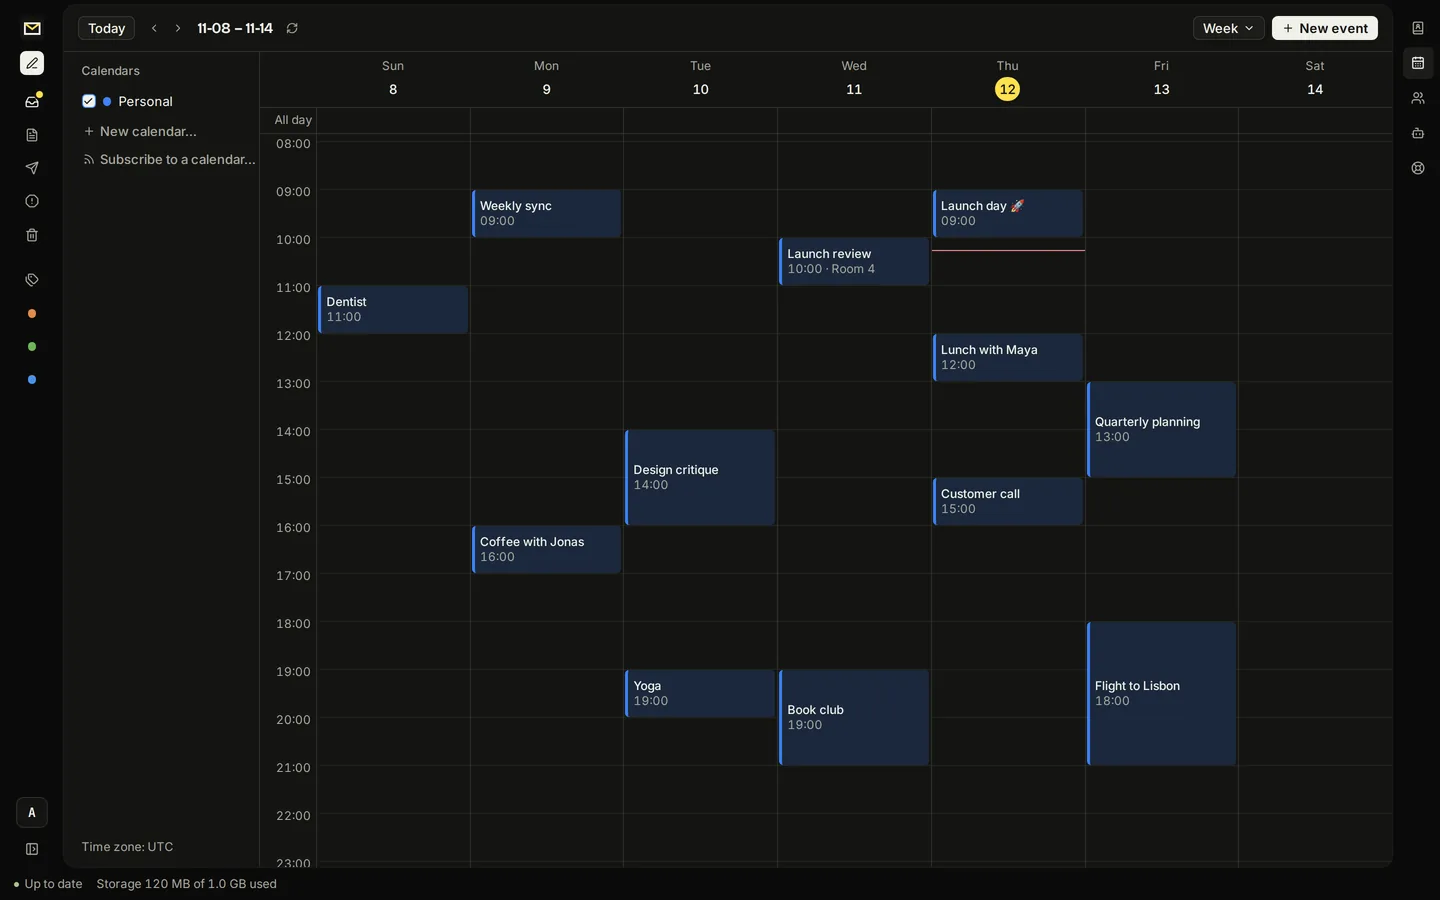 Today
11-08 – 11-14
Week
+ New event
Calendars
Personal
+ New calendar...
Subscribe to a calendar...
Sun
8
Mon
9
Tue
10
Wed
11
Thu
12
Fri
13
Sat
14
All day
08:00
09:00
10:00
11:00
12:00
13:00
14:00
15:00
16:00
17:00
18:00
19:00
20:00
21:00
22:00
23:00
Dentist
11:00
Weekly sync
09:00
Coffee with Jonas
16:00
Design critique
14:00
Yoga
19:00
Launch review
10:00 · Room 4
Book club
19:00
Launch day 🚀
09:00
Lunch with Maya
12:00
Customer call
15:00
Quarterly planning
13:00
Flight to Lisbon
18:00
A
Time zone: UTC
Up to date
Storage 120 MB of 1.0 GB used